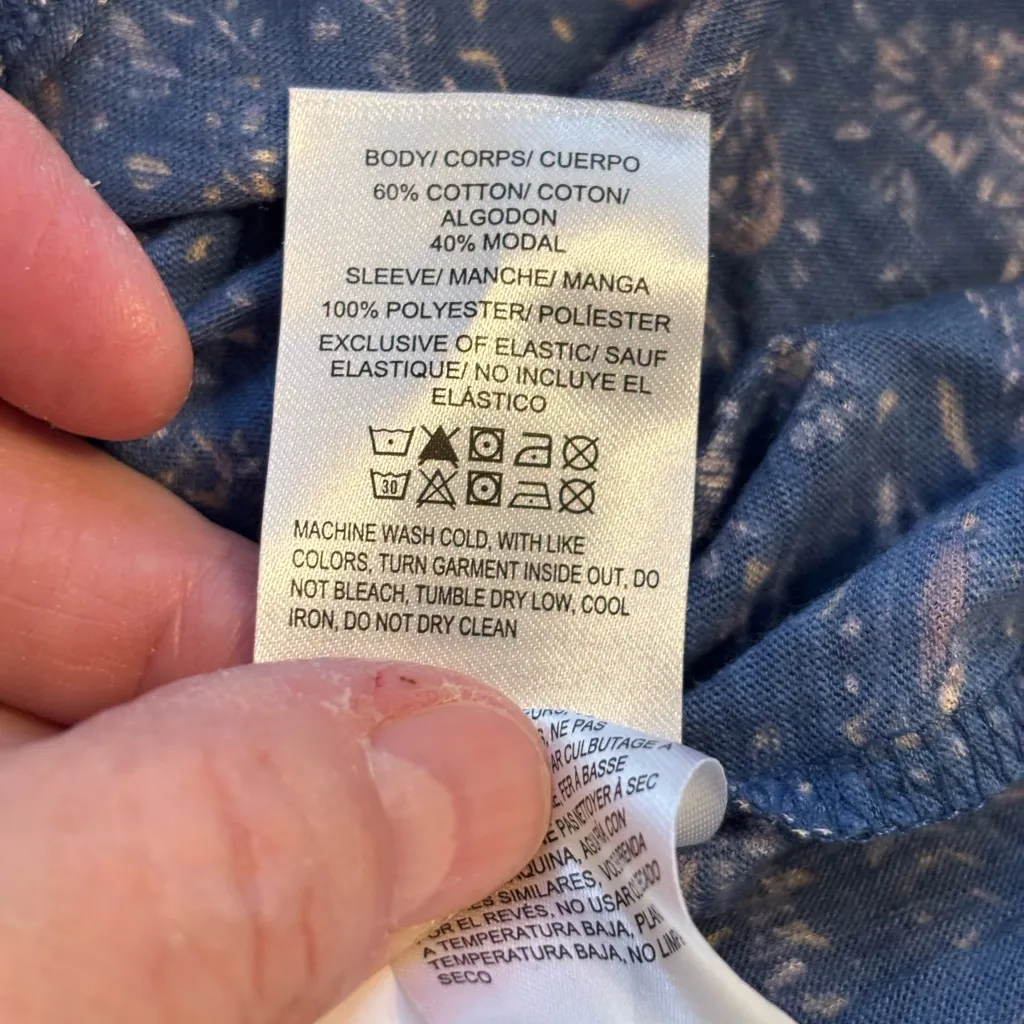 BODY/ CORPS/ CUERPO
60% COTTON/ COTON/
ALGODON
40% MODAL
SLEEVE/ MANCHE/ MANGA
100% POLYESTER/ POLÍESTER
EXCLUSIVE OF ELASTIC/ SAUF
ELASTIQUE/ NO INCLUYE EL
ELÁSTICO
30
MACHINE WASH COLD, WITH LIKE
COLORS, TURN GARMENT INSIDE OUT, DO
NOT BLEACH, TUMBLE DRY LOW, COOL
IRON, DO NOT DRY CLEAN
NE PAS
CULBUTAGE A
FER À BASSE
À SEC
CON
SIMILARES,
EL REVÉS, NO USAR
A TEMPERATURA BAJA,
TEMPERATURA BAJA, NO
SECO